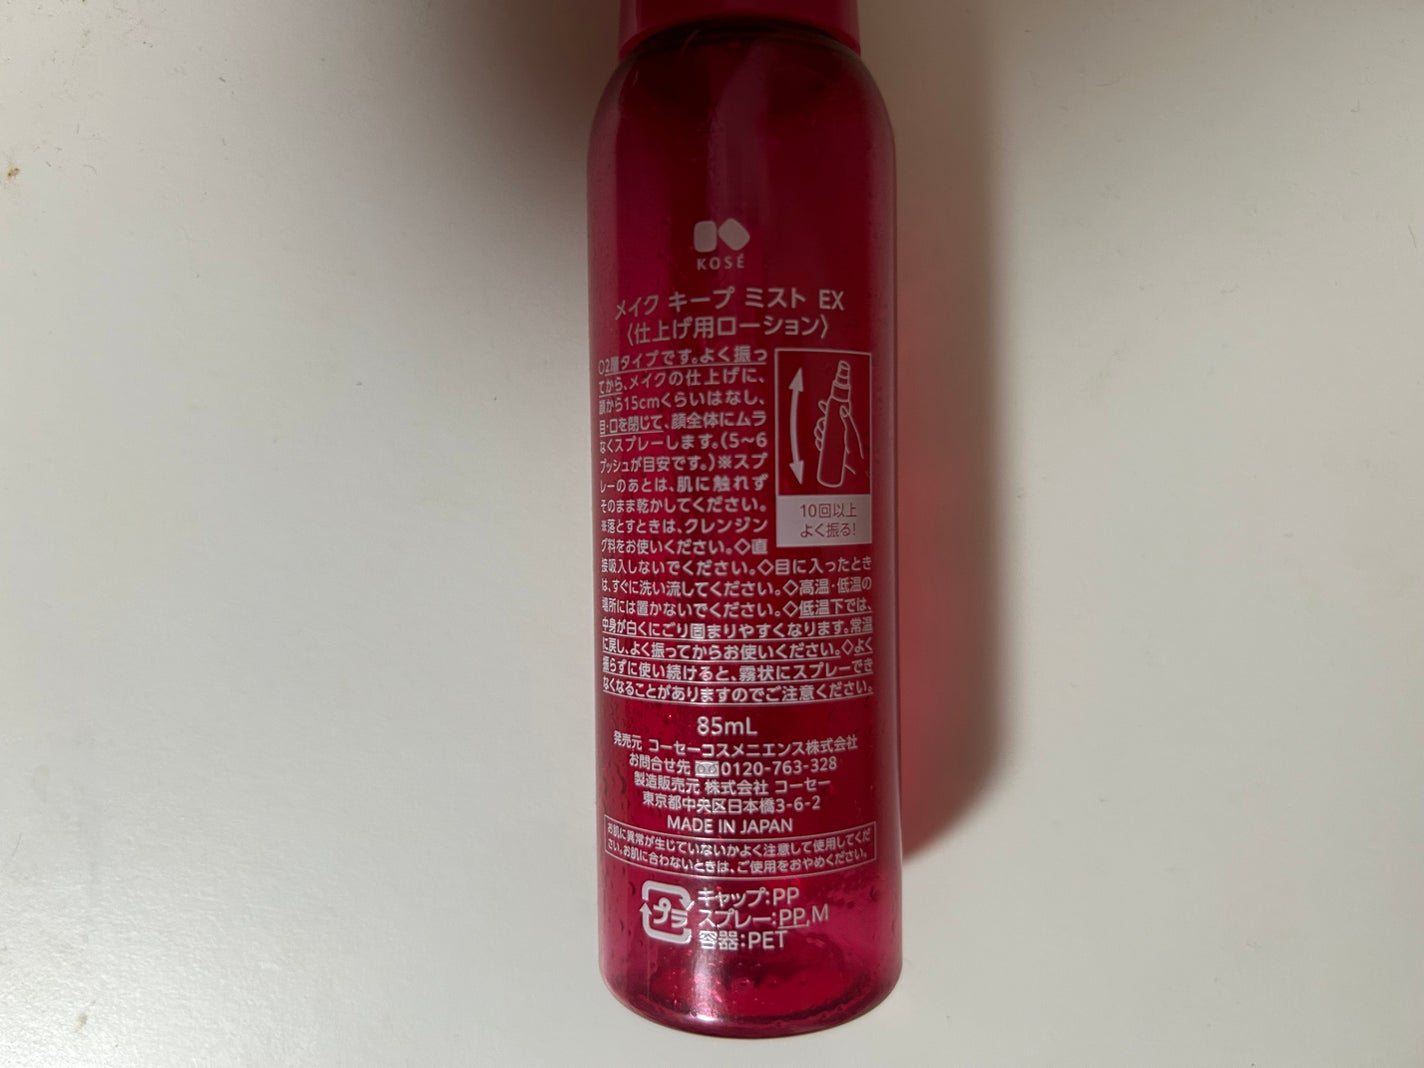 KOSÉ
メイク キープ ミスト EX
〈仕上げ用ローション〉
○2層タイプです。よく振っ
てから、メイクの仕上げに、
顔から15cmくらいはなし、
目・口を閉じて、顔全体にムラ
なくスプレーします。(5～6
プッシュが目安です。)※スプ
レーのあとは、肌に触れず
そのまま乾かしてください。
※落とすときは、クレンジン
グ料をお使いください。◇直
接吸入しないでください。◇目に入ったとき
は、すぐに洗い流してください。◇高温・低温の
場所には置かないでください。◇低温下では、
中身が白くにごり固まりやすくなります。常温
に戻し、よく振ってからお使いください。◇よく
振らずに使い続けると、霧状にスプレーでき
なくなることがありますのでご注意ください。
10回以上
よく振る!
85mL
発売元 コーセーコスメニエンス株式会社
お問合せ先 0120-763-328
製造販売元 株式会社 コーセー
東京都中央区日本橋3-6-2
MADE IN JAPAN
お肌に異常が生じていないかよく注意して使用してくだ
さい。お肌に合わないときは、ご使用をおやめください。
プラ
キャップ:PP
スプレー:PP,M
容器:PET